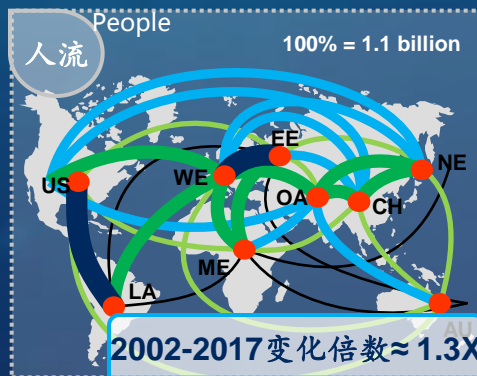 People
人流
100% = 1.1 billion
EE
NE
US
WE
OA
CH
ME
LA
AU
2002-2017变化倍数≈ 1.3X